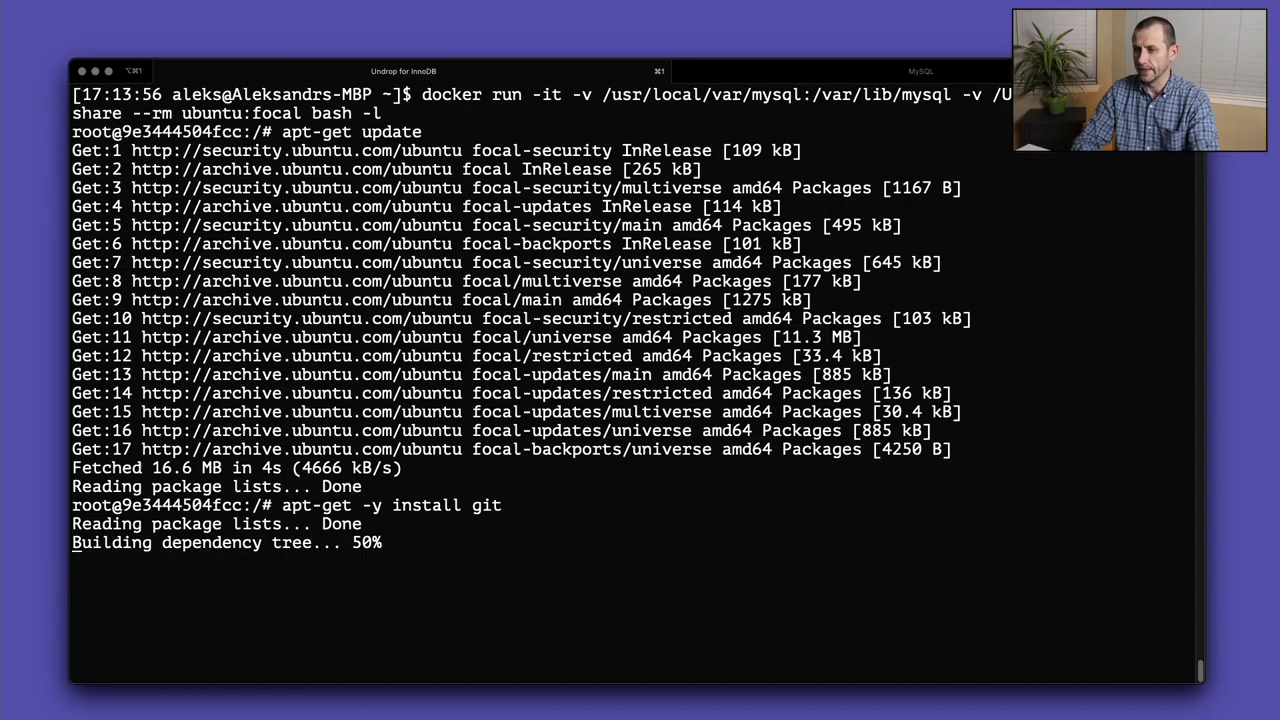 ⌥⌘1
Undrop for InnoDB
⌘1
MySQL
[17:13:56 aleks@Aleksandrs-MBP ~]$ docker run -it -v /usr/local/var/mysql:/var/lib/mysql -v /U
share --rm ubuntu:focal bash -l
root@9e3444504fcc:/# apt-get update
Get:1 http://security.ubuntu.com/ubuntu focal-security InRelease [109 kB]
Get:2 http://archive.ubuntu.com/ubuntu focal InRelease [265 kB]
Get:3 http://security.ubuntu.com/ubuntu focal-security/multiverse amd64 Packages [1167 B]
Get:4 http://archive.ubuntu.com/ubuntu focal-updates InRelease [114 kB]
Get:5 http://security.ubuntu.com/ubuntu focal-security/main amd64 Packages [495 kB]
Get:6 http://archive.ubuntu.com/ubuntu focal-backports InRelease [101 kB]
Get:7 http://security.ubuntu.com/ubuntu focal-security/universe amd64 Packages [645 kB]
Get:8 http://archive.ubuntu.com/ubuntu focal/multiverse amd64 Packages [177 kB]
Get:9 http://archive.ubuntu.com/ubuntu focal/main amd64 Packages [1275 kB]
Get:10 http://security.ubuntu.com/ubuntu focal-security/restricted amd64 Packages [103 kB]
Get:11 http://archive.ubuntu.com/ubuntu focal/universe amd64 Packages [11.3 MB]
Get:12 http://archive.ubuntu.com/ubuntu focal/restricted amd64 Packages [33.4 kB]
Get:13 http://archive.ubuntu.com/ubuntu focal-updates/main amd64 Packages [885 kB]
Get:14 http://archive.ubuntu.com/ubuntu focal-updates/restricted amd64 Packages [136 kB]
Get:15 http://archive.ubuntu.com/ubuntu focal-updates/multiverse amd64 Packages [30.4 kB]
Get:16 http://archive.ubuntu.com/ubuntu focal-updates/universe amd64 Packages [885 kB]
Get:17 http://archive.ubuntu.com/ubuntu focal-backports/universe amd64 Packages [4250 B]
Fetched 16.6 MB in 4s (4666 kB/s)
Reading package lists... Done
root@9e3444504fcc:/# apt-get -y install git
Reading package lists... Done
Building dependency tree... 50%